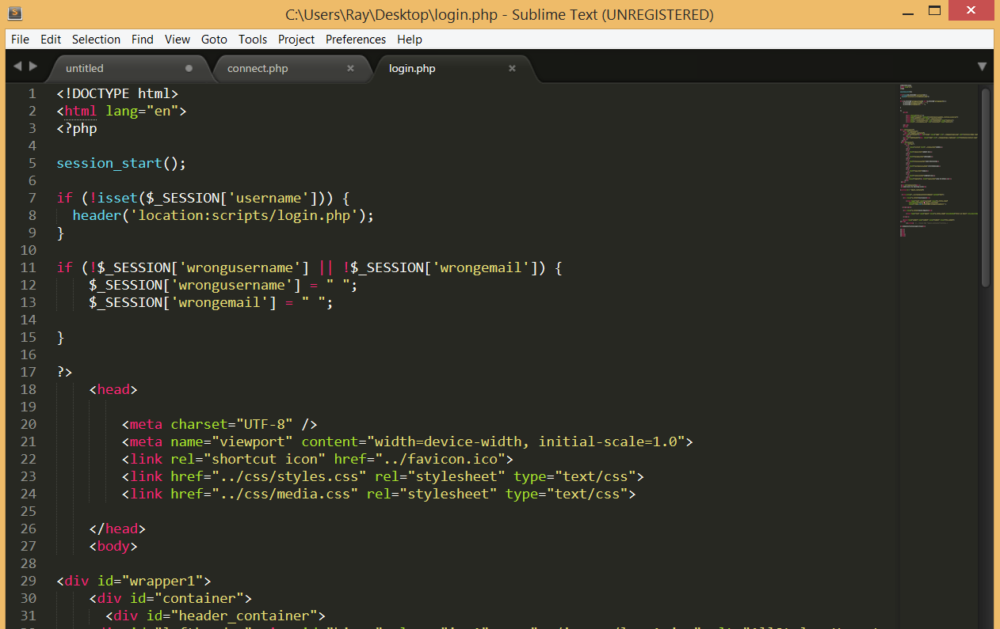 C:\Users\Ray\Desktop\login.php - Sublime Text (UNREGISTERED)
File Edit Selection Find View Goto Tools Project Preferences Help
untitled connect.php login.php
1 <!DOCTYPE html>
2 <html lang="en">
3 <?php
4
5 session_start();
6
7 if (!isset($_SESSION['username'])) {
8   header('location:scripts/login.php');
9 }
10
11 if (!$_SESSION['wrongusername'] || !$_SESSION['wrongemail']) {
12     $_SESSION['wrongusername'] = " ";
13     $_SESSION['wrongemail'] = " ";
14
15 }
16
17 ?>
18     <head>
19
20         <meta charset="UTF-8" />
21         <meta name="viewport" content="width=device-width, initial-scale=1.0">
22         <link rel="shortcut icon" href="../favicon.ico">
23         <link href="../css/styles.css" rel="stylesheet" type="text/css">
24         <link href="../css/media.css" rel="stylesheet" type="text/css">
25
26     </head>
27     <body>
28
29 <div id="wrapper1">
30     <div id="container">
31       <div id="header_container">